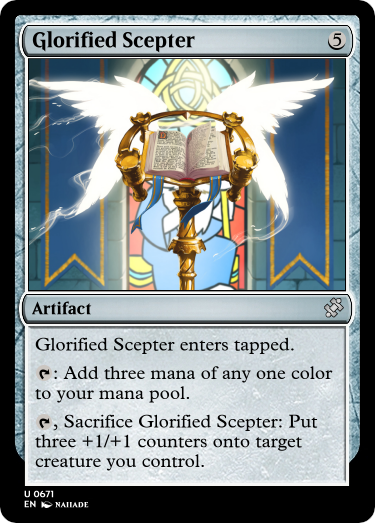 Glorified Scepter 5
Artifact
Glorified Scepter enters tapped.
: Add three mana of any one color
to your mana pool.
, Sacrifice Glorified Scepter: Put
three +1/+1 counters onto target
creature you control.
U 0671
EN NAIIADE